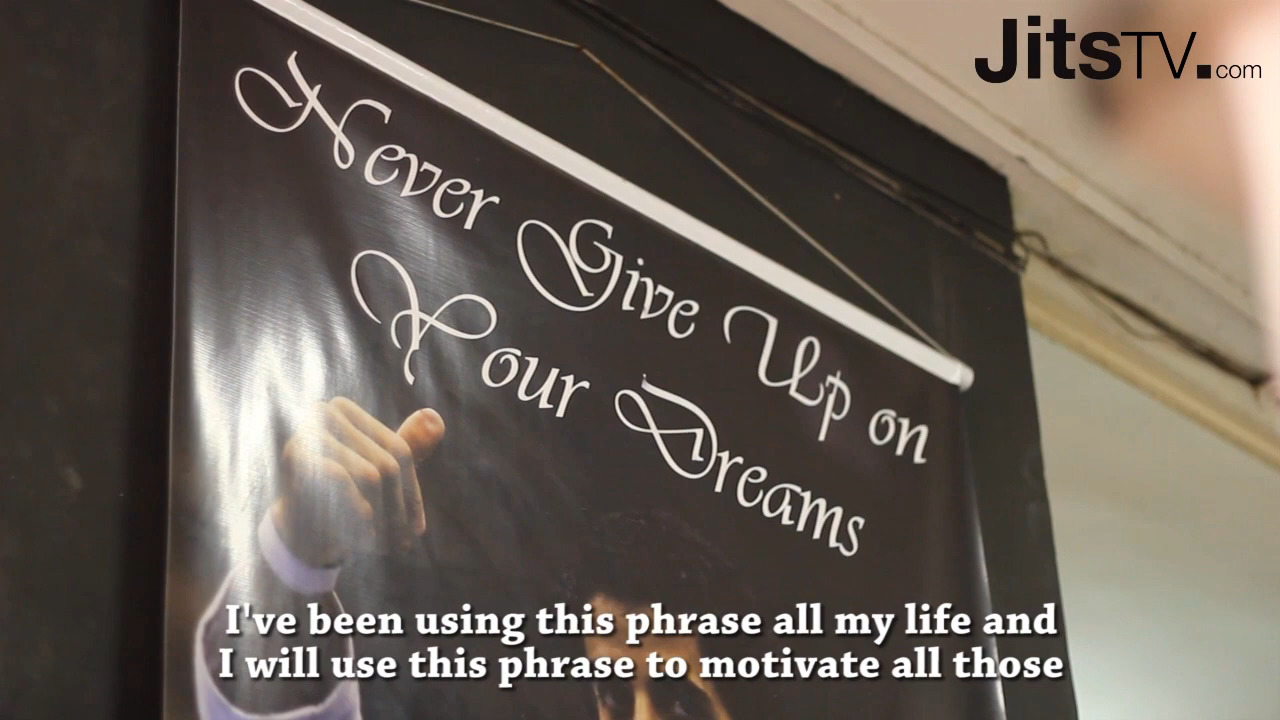 JitsTV.com
Never Give Up on
Your Dreams
I've been using this phrase all my life and
I will use this phrase to motivate all those